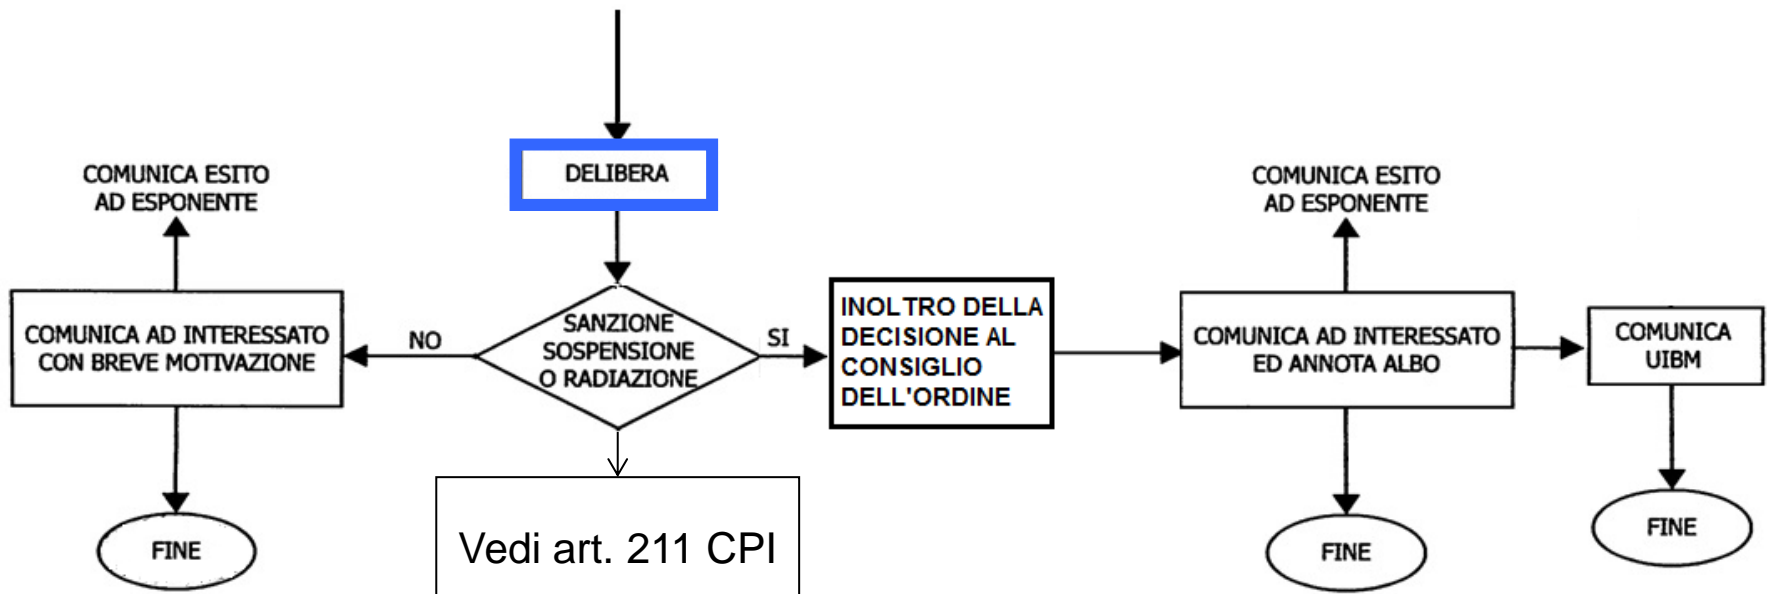 DELIBERA
COMUNICA ESITO
AD ESPONENTE
COMUNICA ESITO
AD ESPONENTE
COMUNICA AD INTERESSATO
CON BREVE MOTIVAZIONE
NO
SANZIONE
SOSPENSIONE
O RADIAZIONE
SI
INOLTRO DELLA
DECISIONE AL
CONSIGLIO
DELL'ORDINE
COMUNICA AD INTERESSATO
ED ANNOTA ALBO
COMUNICA
UIBM
FINE
Vedi art. 211 CPI
FINE
FINE